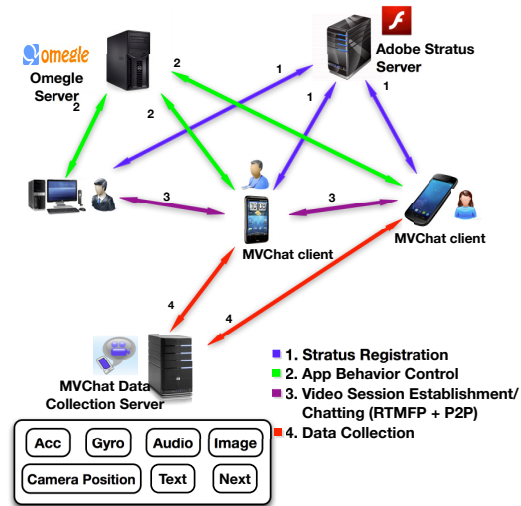 omegle
Omegle
Server
Adobe Stratus
Server
2
2
2
1
1
1
3
3
MVChat client
MVChat client
4
4
MVChat Data
Collection Server
1. Stratus Registration
2. App Behavior Control
3. Video Session Establishment/
Chatting (RTMFP + P2P)
4. Data Collection
Acc
Gyro
Audio
Image
Camera Position
Text
Next